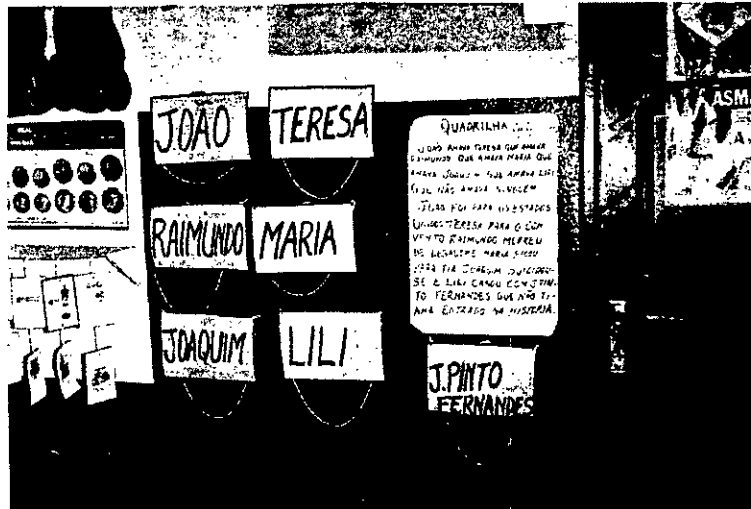 JOAO
TERESA
RAIMUNDO
MARIA
JOAQUIM
LILI
J.PINTO
FERNANDES
QUADRILHA
JOÃO AMAVA TERESA QUE AMAVA
RAIMUNDO QUE AMAVA MARIA QUE
AMAVA JOAQUIM QUE AMAVA LILI
QUE NÃO AMAVA NINGUÉM
JOÃO FOI PARA OS ESTADOS
UNIDOS TERESA PARA O CON
VENTO RAIMUNDO MORREU
DE DESASTRE MARIA FICOU
PARA TIA JOAQUIM SUICIDOU-
SE E LILI CASOU COM J.PIN
TO FERNANDES QUE NÃO TI
NHA ENTRADO NA HISTÓRIA.
ASM